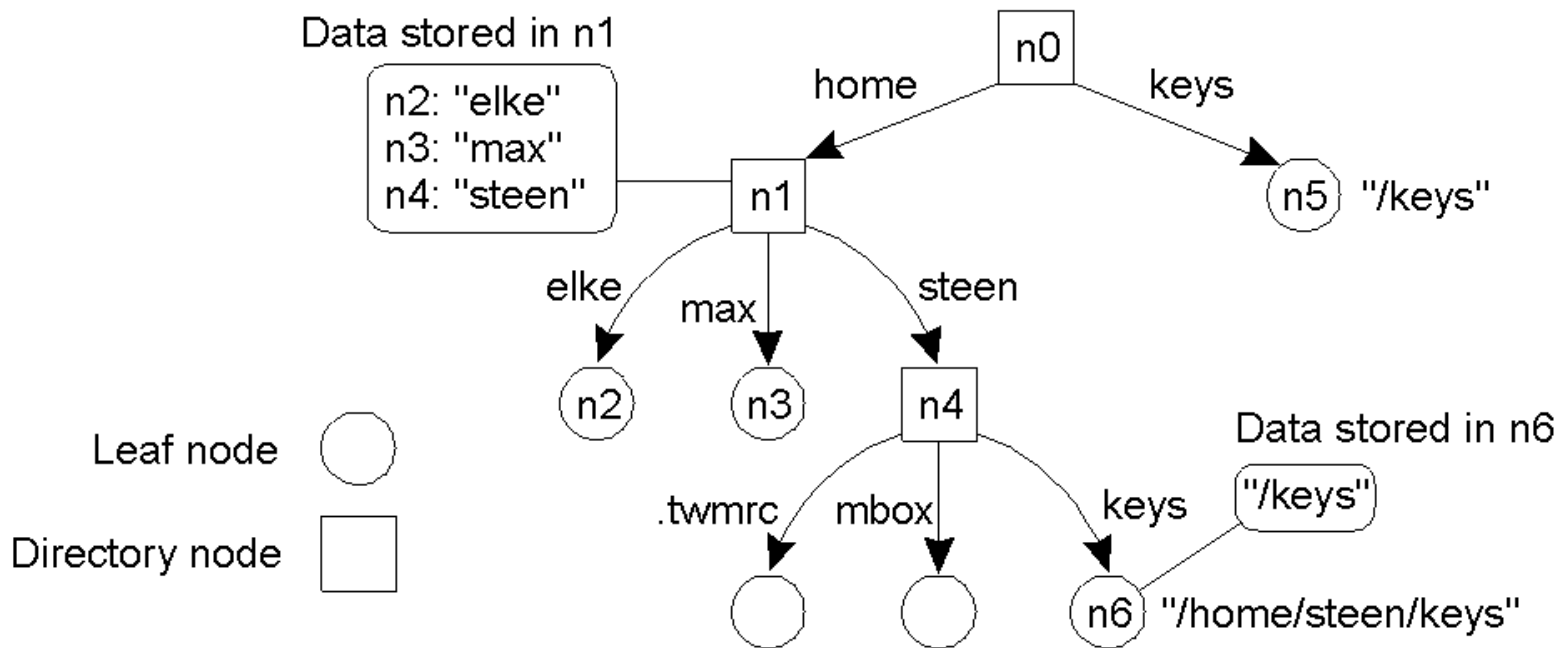 Data stored in n1
n2: "elke"
n3: "max"
n4: "steen"
n0
home
keys
n1
n5 "/keys"
elke
max
steen
n2
n3
n4
Leaf node
Directory node
.twmrc
mbox
keys
Data stored in n6
"/keys"
n6 "/home/steen/keys"